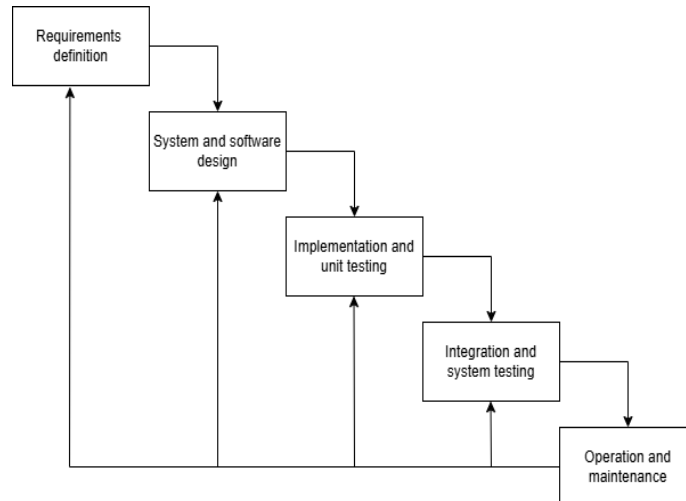 Requirements
definition
System and software
design
Implementation and
unit testing
Integration and
system testing
Operation and
maintenance